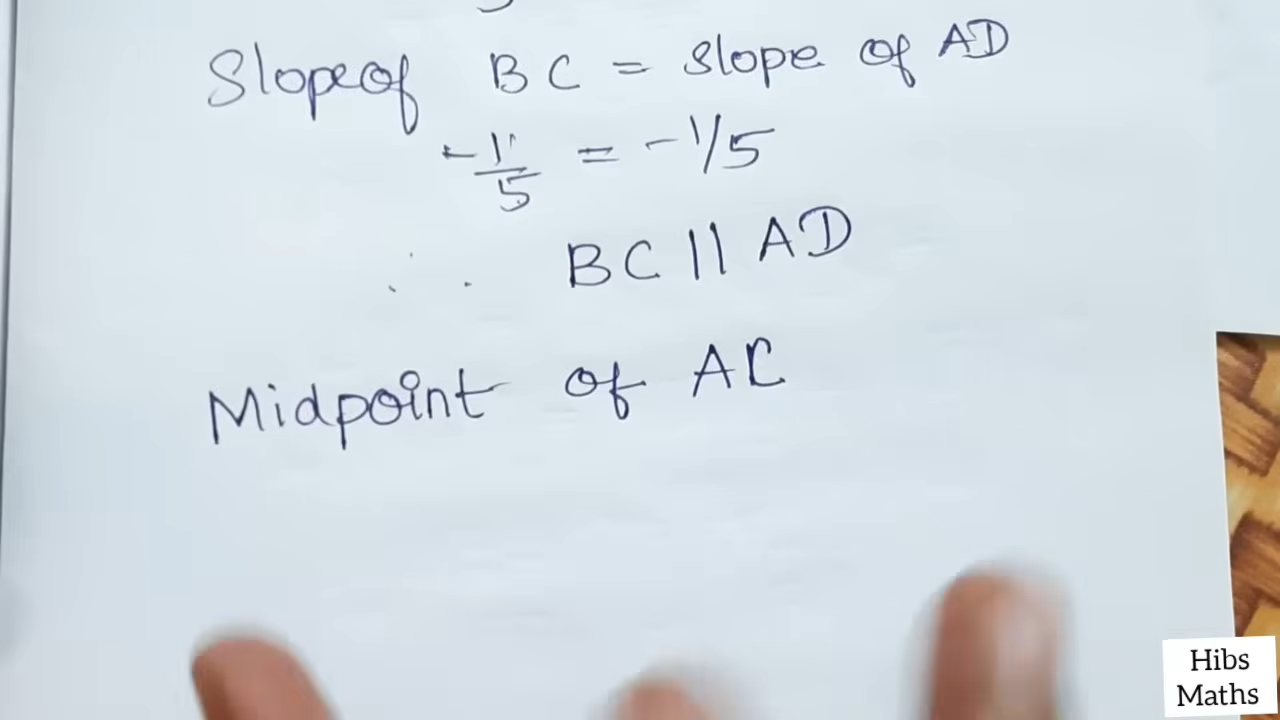 Slope of BC = slope of AD
-1/5 = -1/5
∴ BC || AD
Midpoint of AC
Hibs
Maths